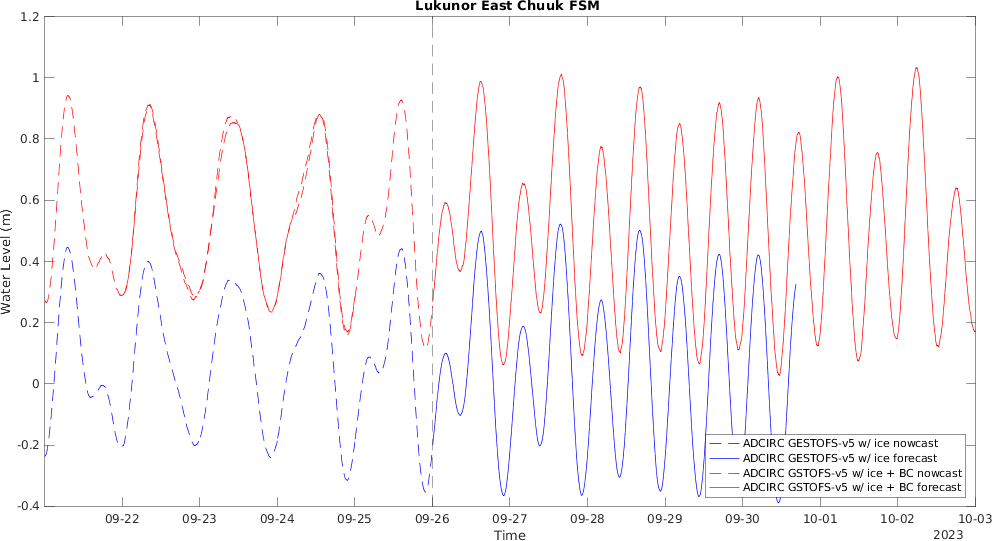 Lukunor East Chuuk FSM
1.2
1
0.8
0.6
0.4
0.2
0
-0.2
-0.4
Water Level (m)
ADCIRC GESTOFS-v5 w/ ice nowcast
ADCIRC GESTOFS-v5 w/ ice forecast
ADCIRC GSTOFS-v5 w/ ice + BC nowcast
ADCIRC GSTOFS-v5 w/ ice + BC forecast
09-22 09-23 09-24 09-25 09-26 09-27 09-28 09-29 09-30 10-01 10-02 10-03
Time
2023